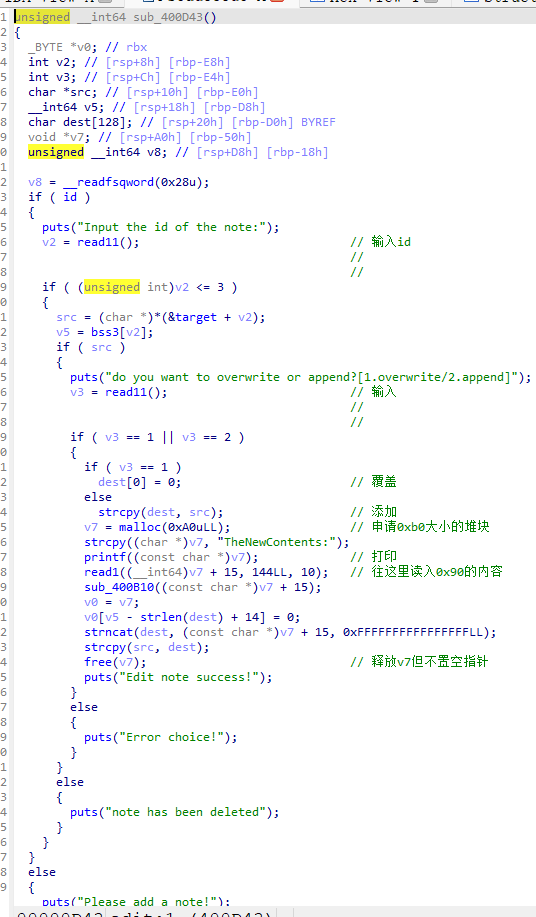 1 unsigned __int64 sub_400D43()
2 {
3 _BYTE *v0; // rbx
4 int v2; // [rsp+8h] [rbp-E8h]
5 int v3; // [rsp+Ch] [rbp-E4h]
6 char *src; // [rsp+10h] [rbp-E0h]
7 __int64 v5; // [rsp+18h] [rbp-D8h]
8 char dest[128]; // [rsp+20h] [rbp-D0h] BYREF
9 void *v7; // [rsp+A0h] [rbp-50h]
0 unsigned __int64 v8; // [rsp+D8h] [rbp-18h]
1
2 v8 = __readfsqword(0x28u);
3 if ( id )
4 {
5 puts("Input the id of the note:");
6 v2 = read11(); // 输入id
7 //
8 //
9 if ( (unsigned int)v2 <= 3 )
0 {
1 src = (char *)*(&target + v2);
2 v5 = bss3[v2];
3 if ( src )
4 {
5 puts("do you want to overwrite or append?[1.overwrite/2.append]");
6 v3 = read11(); // 输入
7 //
8 //
9 if ( v3 == 1 || v3 == 2 )
0 {
1 if ( v3 == 1 )
2 dest[0] = 0; // 覆盖
3 else
4 strcpy(dest, src); // 添加
5 v7 = malloc(0xA0uLL); // 申请0xb0大小的堆块
6 strcpy((char *)v7, "TheNewContents:");
7 printf((const char *)v7); // 打印
8 read1((__int64)v7 + 15, 144LL, 10); // 往这里读入0x90的内容
9 sub_400B10((const char *)v7 + 15);
0 v0 = v7;
1 v0[v5 - strlen(dest) + 14] = 0;
2 strncat(dest, (const char *)v7 + 15, 0xFFFFFFFFFFFFFFFFLL);
3 strcpy(src, dest);
4 free(v7); // 释放v7但不置空指针
5 puts("Edit note success!");
6 }
7 else
8 {
9 puts("Error choice!");
0 }
1 }
2 else
3 {
4 puts("note has been deleted");
5 }
6 }
7 }
8 else
9 {
puts("Please add a note!");